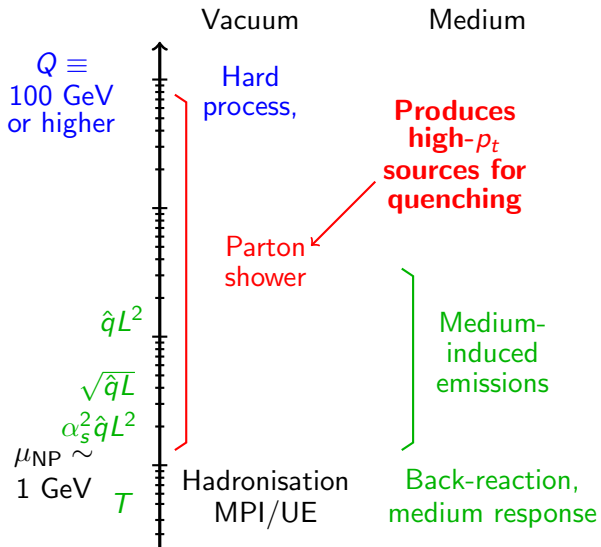 Vacuum
Medium
Q ≡
100 GeV
or higher
Hard
process,
Produces
high-pₜ
sources for
quenching
Parton
shower
q̂L²
Medium-
induced
emissions
√q̂L
αₛ²q̂L²
μNP ∼
1 GeV
T
Hadronisation
MPI/UE
Back-reaction,
medium response